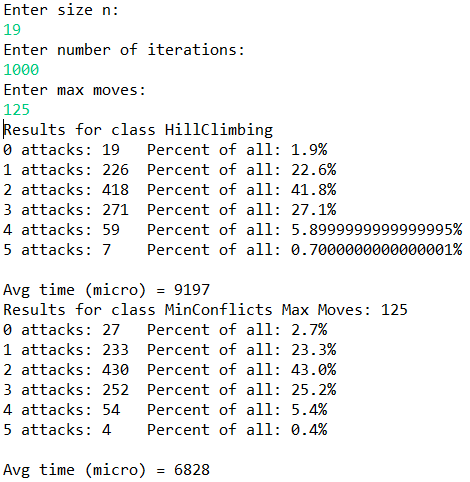 Enter size n:
19
Enter number of iterations:
1000
Enter max moves:
125
Results for class HillClimbing
0 attacks: 19 Percent of all: 1.9%
1 attacks: 226 Percent of all: 22.6%
2 attacks: 418 Percent of all: 41.8%
3 attacks: 271 Percent of all: 27.1%
4 attacks: 59 Percent of all: 5.8999999999999995%
5 attacks: 7 Percent of all: 0.7000000000000001%

Avg time (micro) = 9197
Results for class MinConflicts Max Moves: 125
0 attacks: 27 Percent of all: 2.7%
1 attacks: 233 Percent of all: 23.3%
2 attacks: 430 Percent of all: 43.0%
3 attacks: 252 Percent of all: 25.2%
4 attacks: 54 Percent of all: 5.4%
5 attacks: 4 Percent of all: 0.4%

Avg time (micro) = 6828